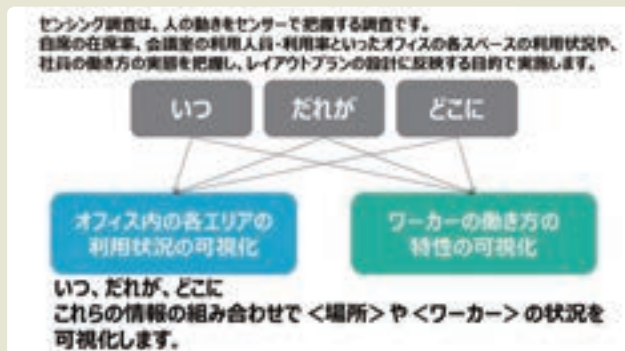 センシング調査は、人の動きをセンサーで把握する調査です。
自席の在席率、会議室の利用人員・利用率といったオフィスの各スペースの利用状況や、
社員の働き方の実態を把握し、レイアウトプランの設計に反映する目的で実施します。
いつ
だれが
どこに
オフィス内の各エリアの
利用状況の可視化
ワーカーの働き方の
特性の可視化
いつ、だれが、どこに
これらの情報の組み合わせで <場所> や <ワーカー> の状況を
可視化します。